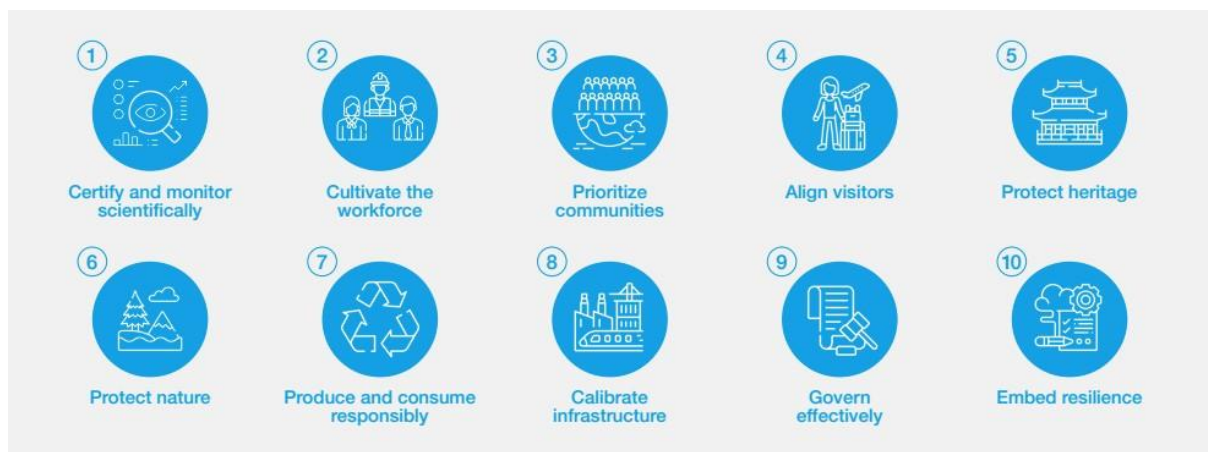 1
Certify and monitor
scientifically
2
Cultivate the
workforce
3
Prioritize
communities
4
Align visitors
5
Protect heritage
6
Protect nature
7
Produce and consume
responsibly
8
Calibrate
infrastructure
9
Govern
effectively
10
Embed resilience